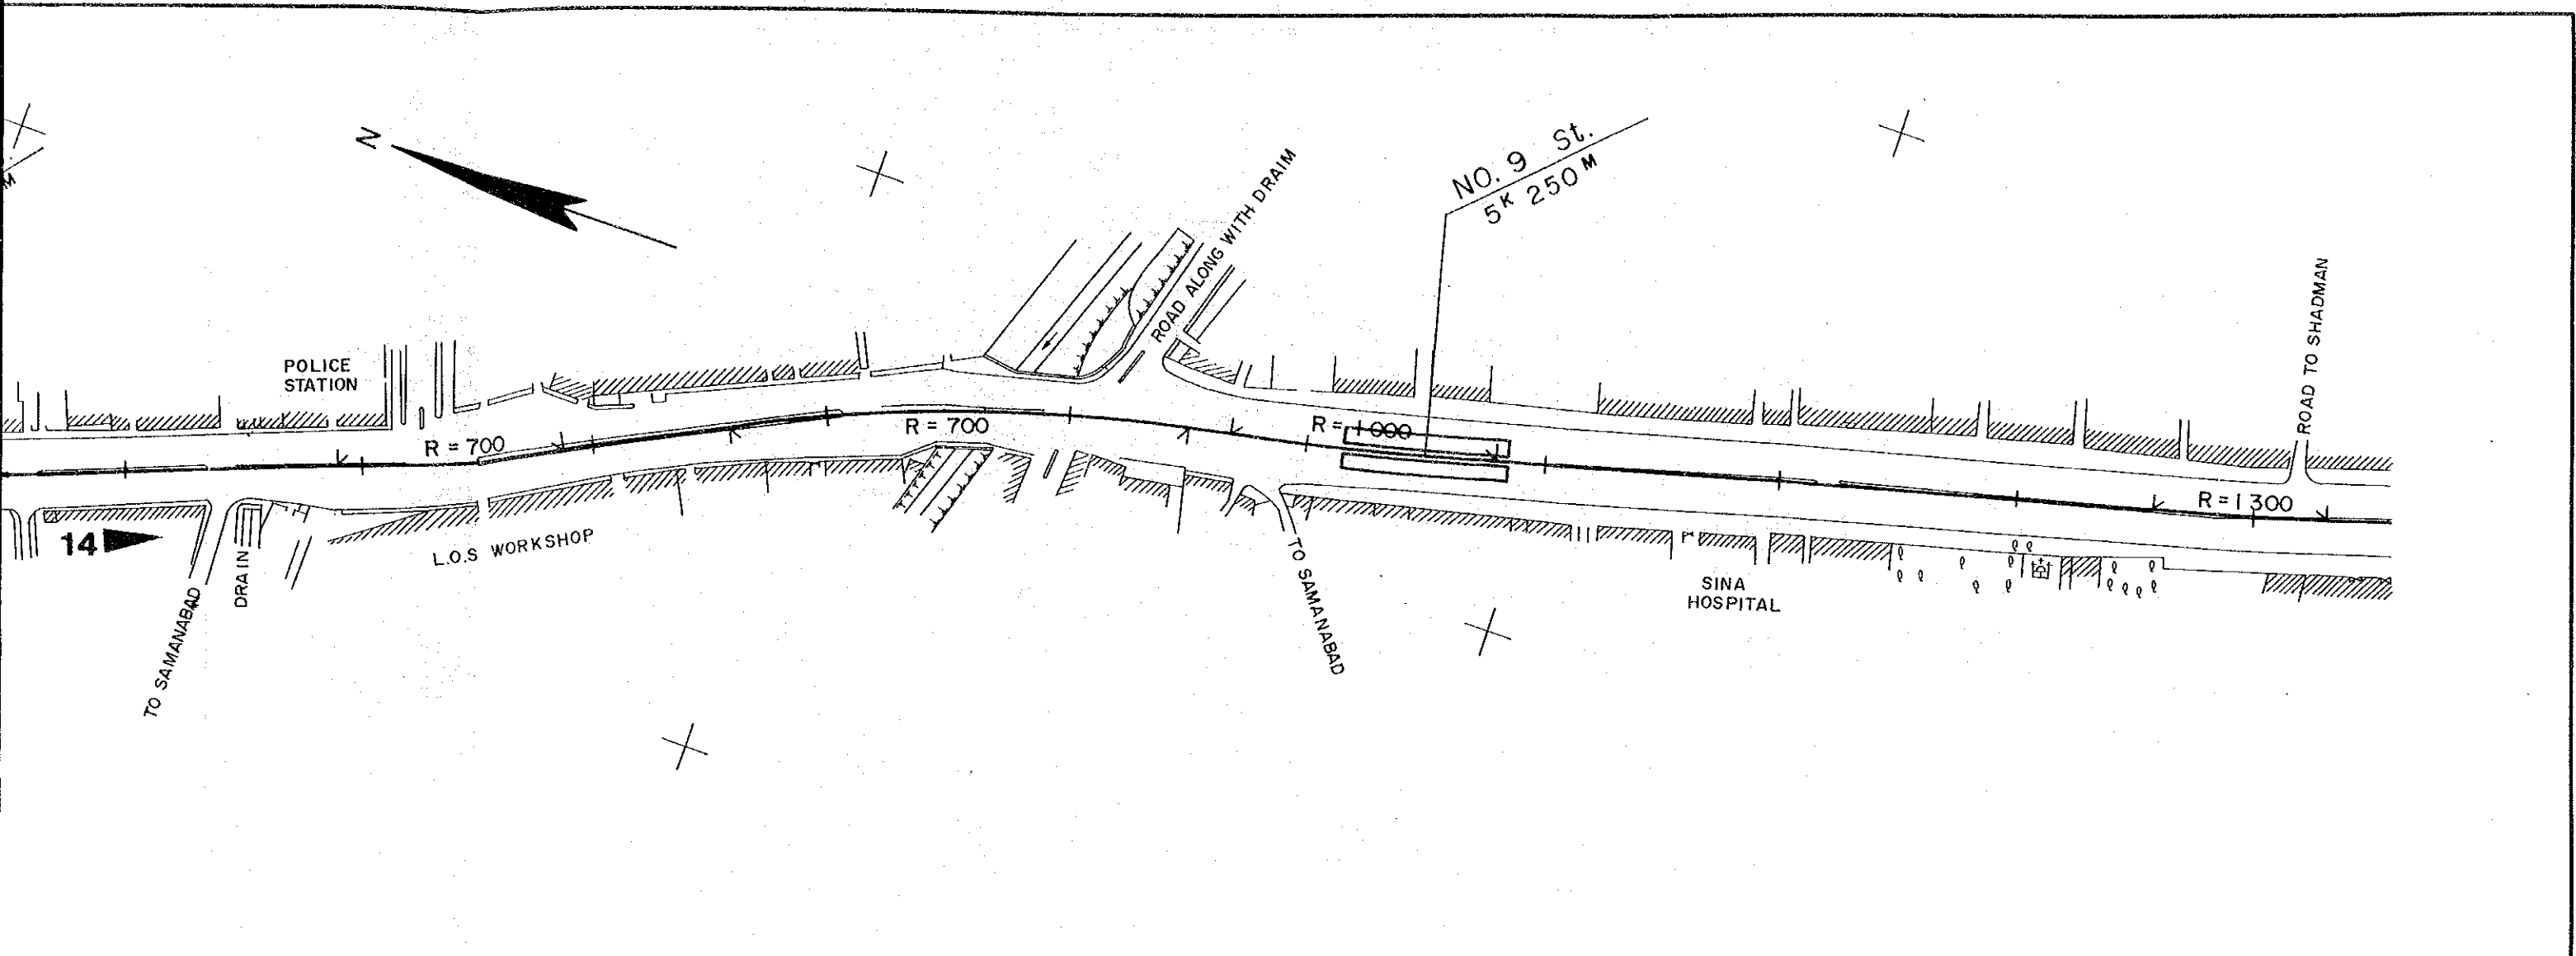 N
M
NO. 9 St.
5K 250M
ROAD ALONG WITH DRAIM
ROAD TO SHADMAN
POLICE
STATION
R = 700
R = 700
R = 1000
R = 1300
14
L.O.S WORKSHOP
DRAIN
TO SAMANABAD
TO SAMANABAD
SINA
HOSPITAL